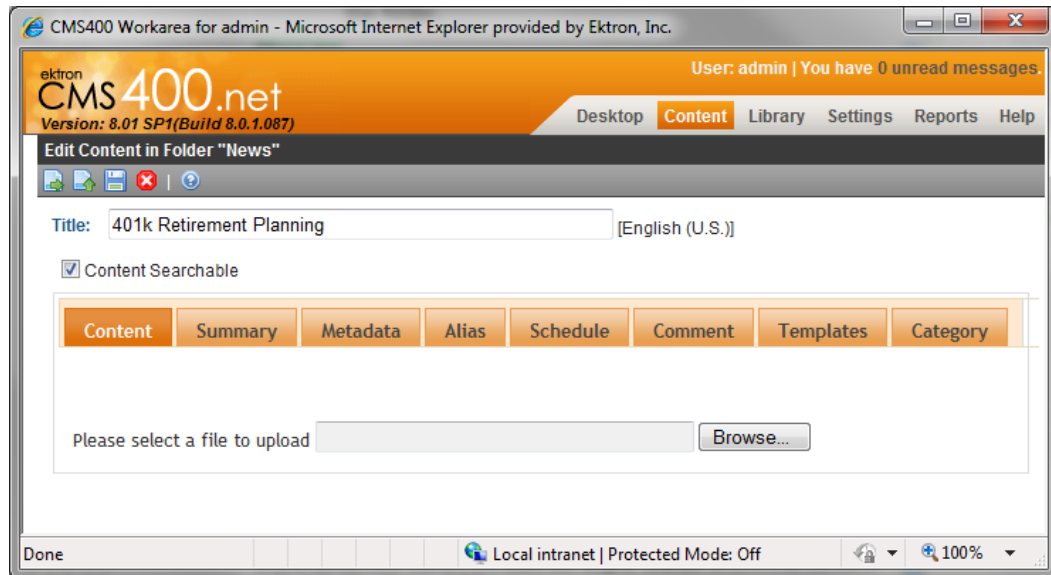 CMS400 Workarea for admin - Microsoft Internet Explorer provided by Ektron, Inc.
User: admin | You have 0 unread messages.
ektron
CMS400.net
Version: 8.01 SP1(Build 8.0.1.087)
Desktop Content Library Settings Reports Help
Edit Content in Folder "News"
Title: 401k Retirement Planning [English (U.S.)]
Content Searchable
Content Summary Metadata Alias Schedule Comment Templates Category
Please select a file to upload Browse...
Done Local intranet | Protected Mode: Off 100%